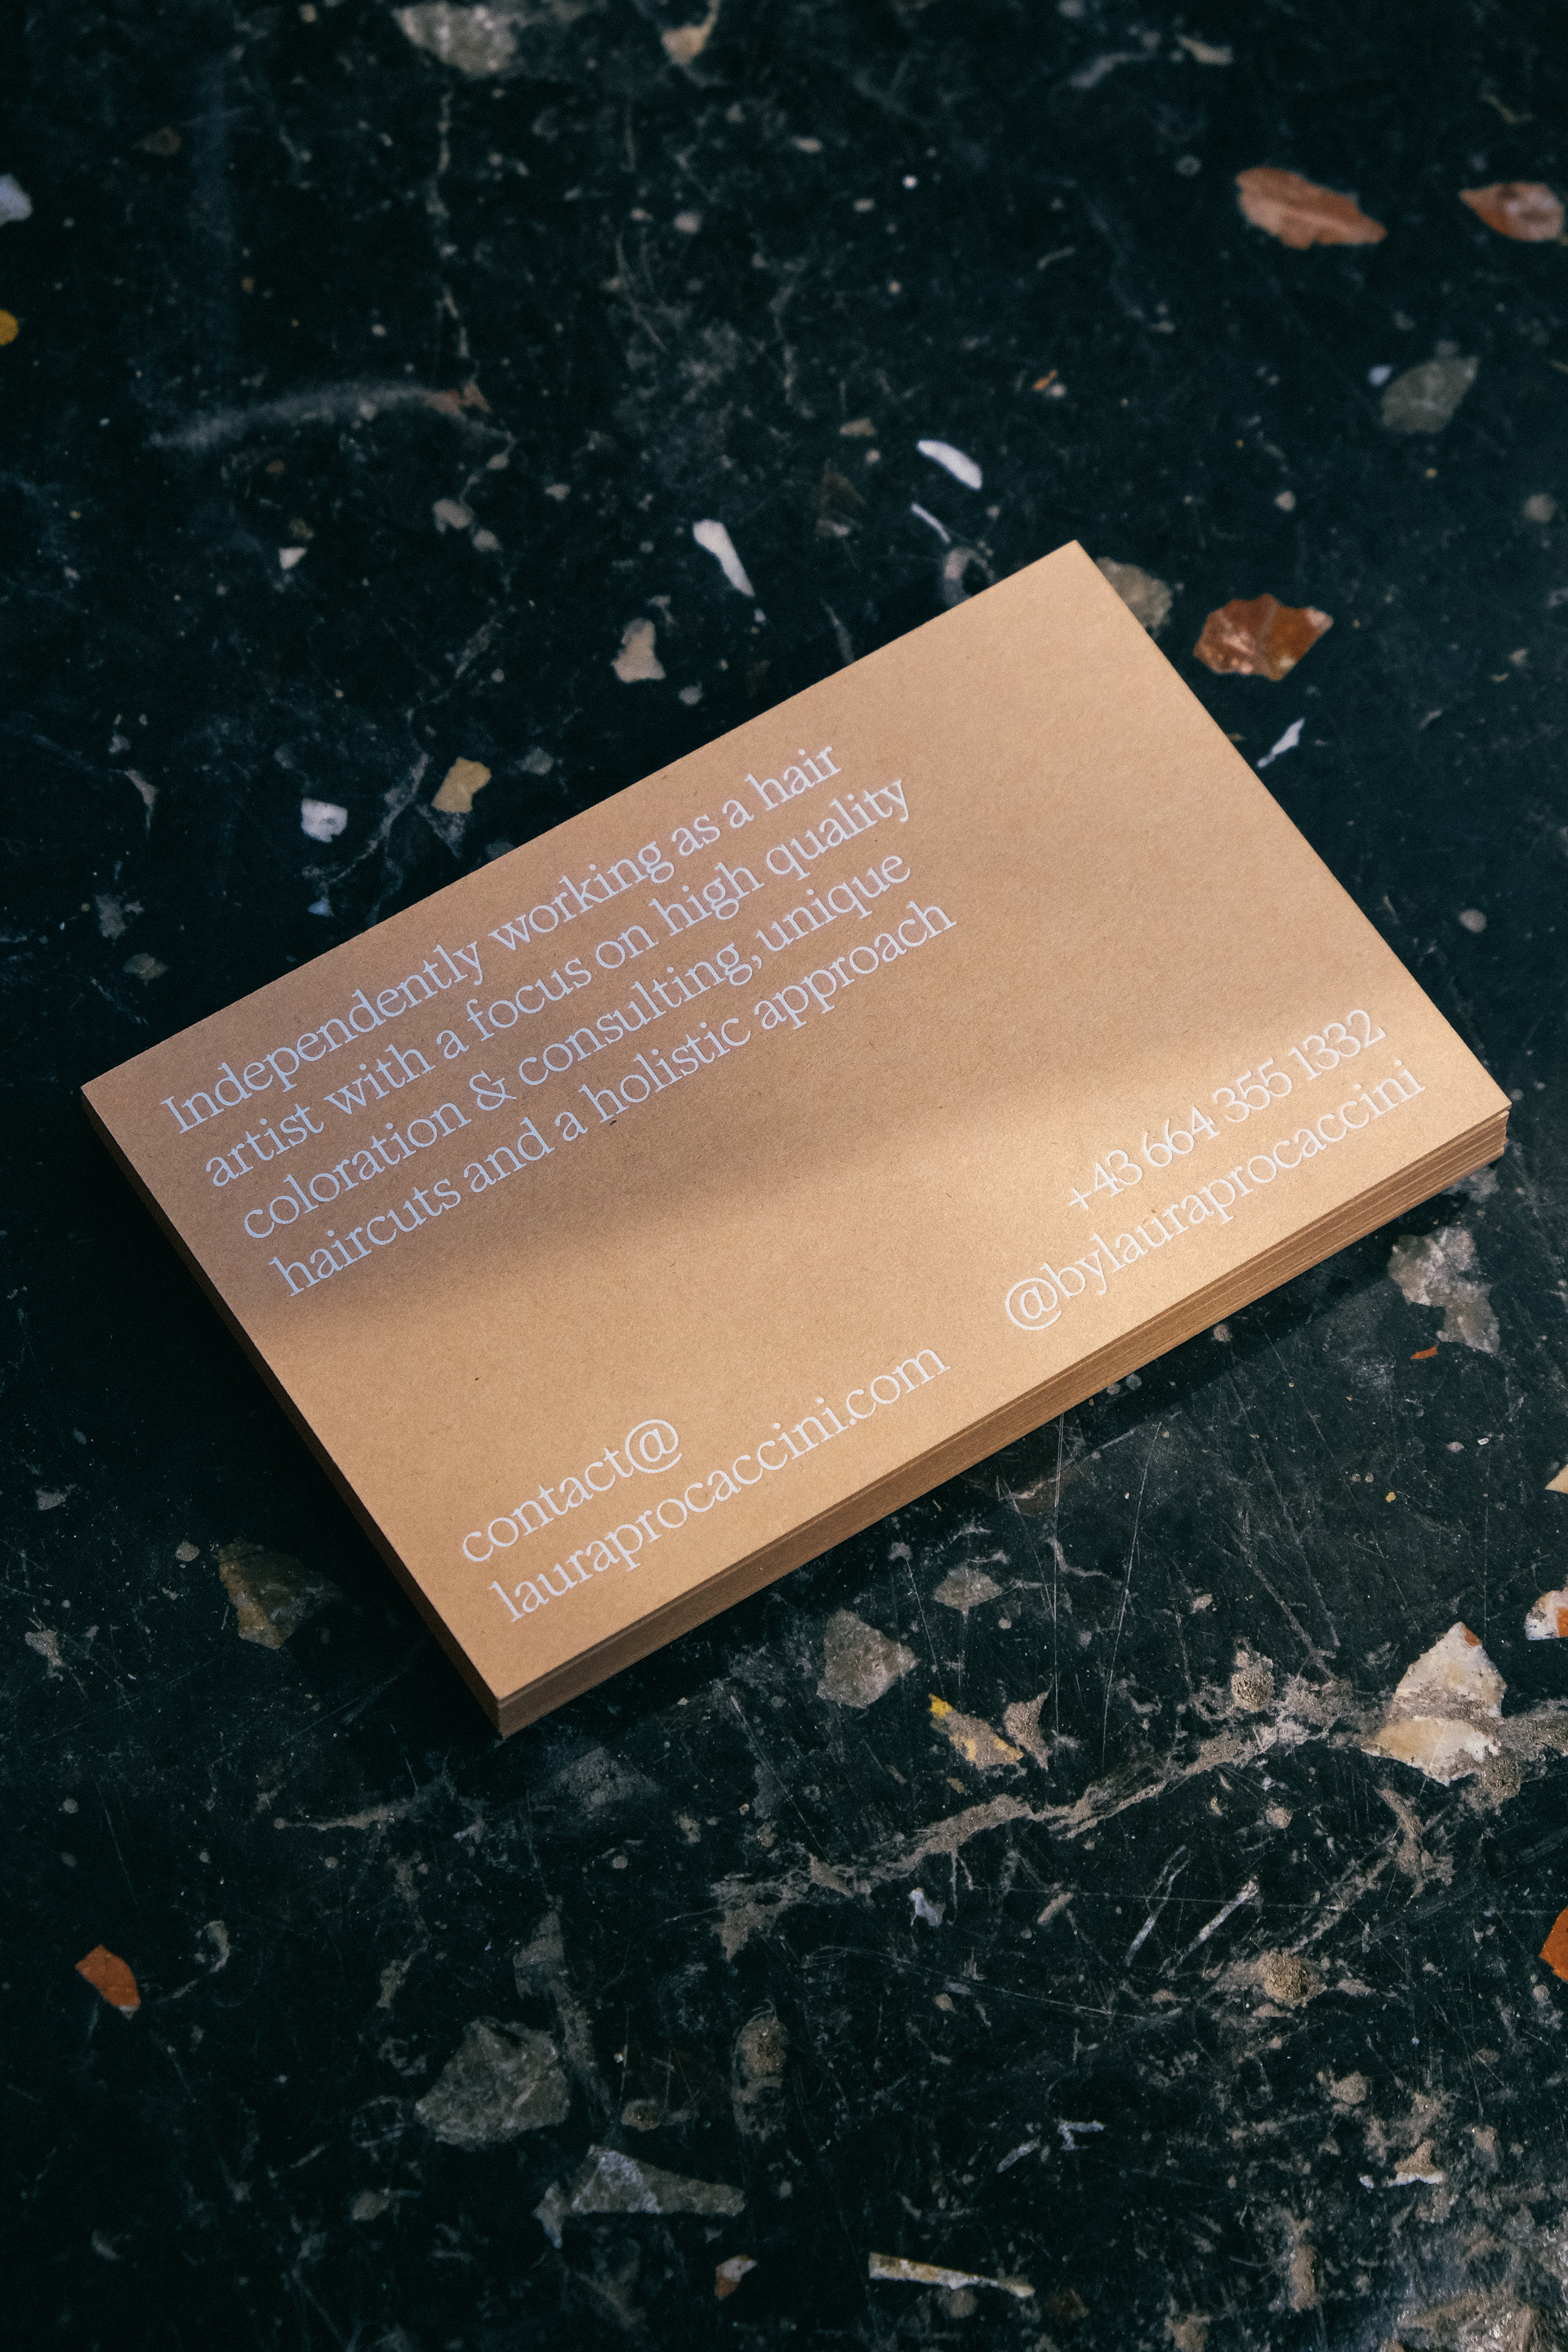 Independently working as a hair
artist with a focus on high quality
coloration & consulting, unique
haircuts and a holistic approach
contact@
lauraprocaccini.com
+43 664 355 1332
@bylauraprocaccini